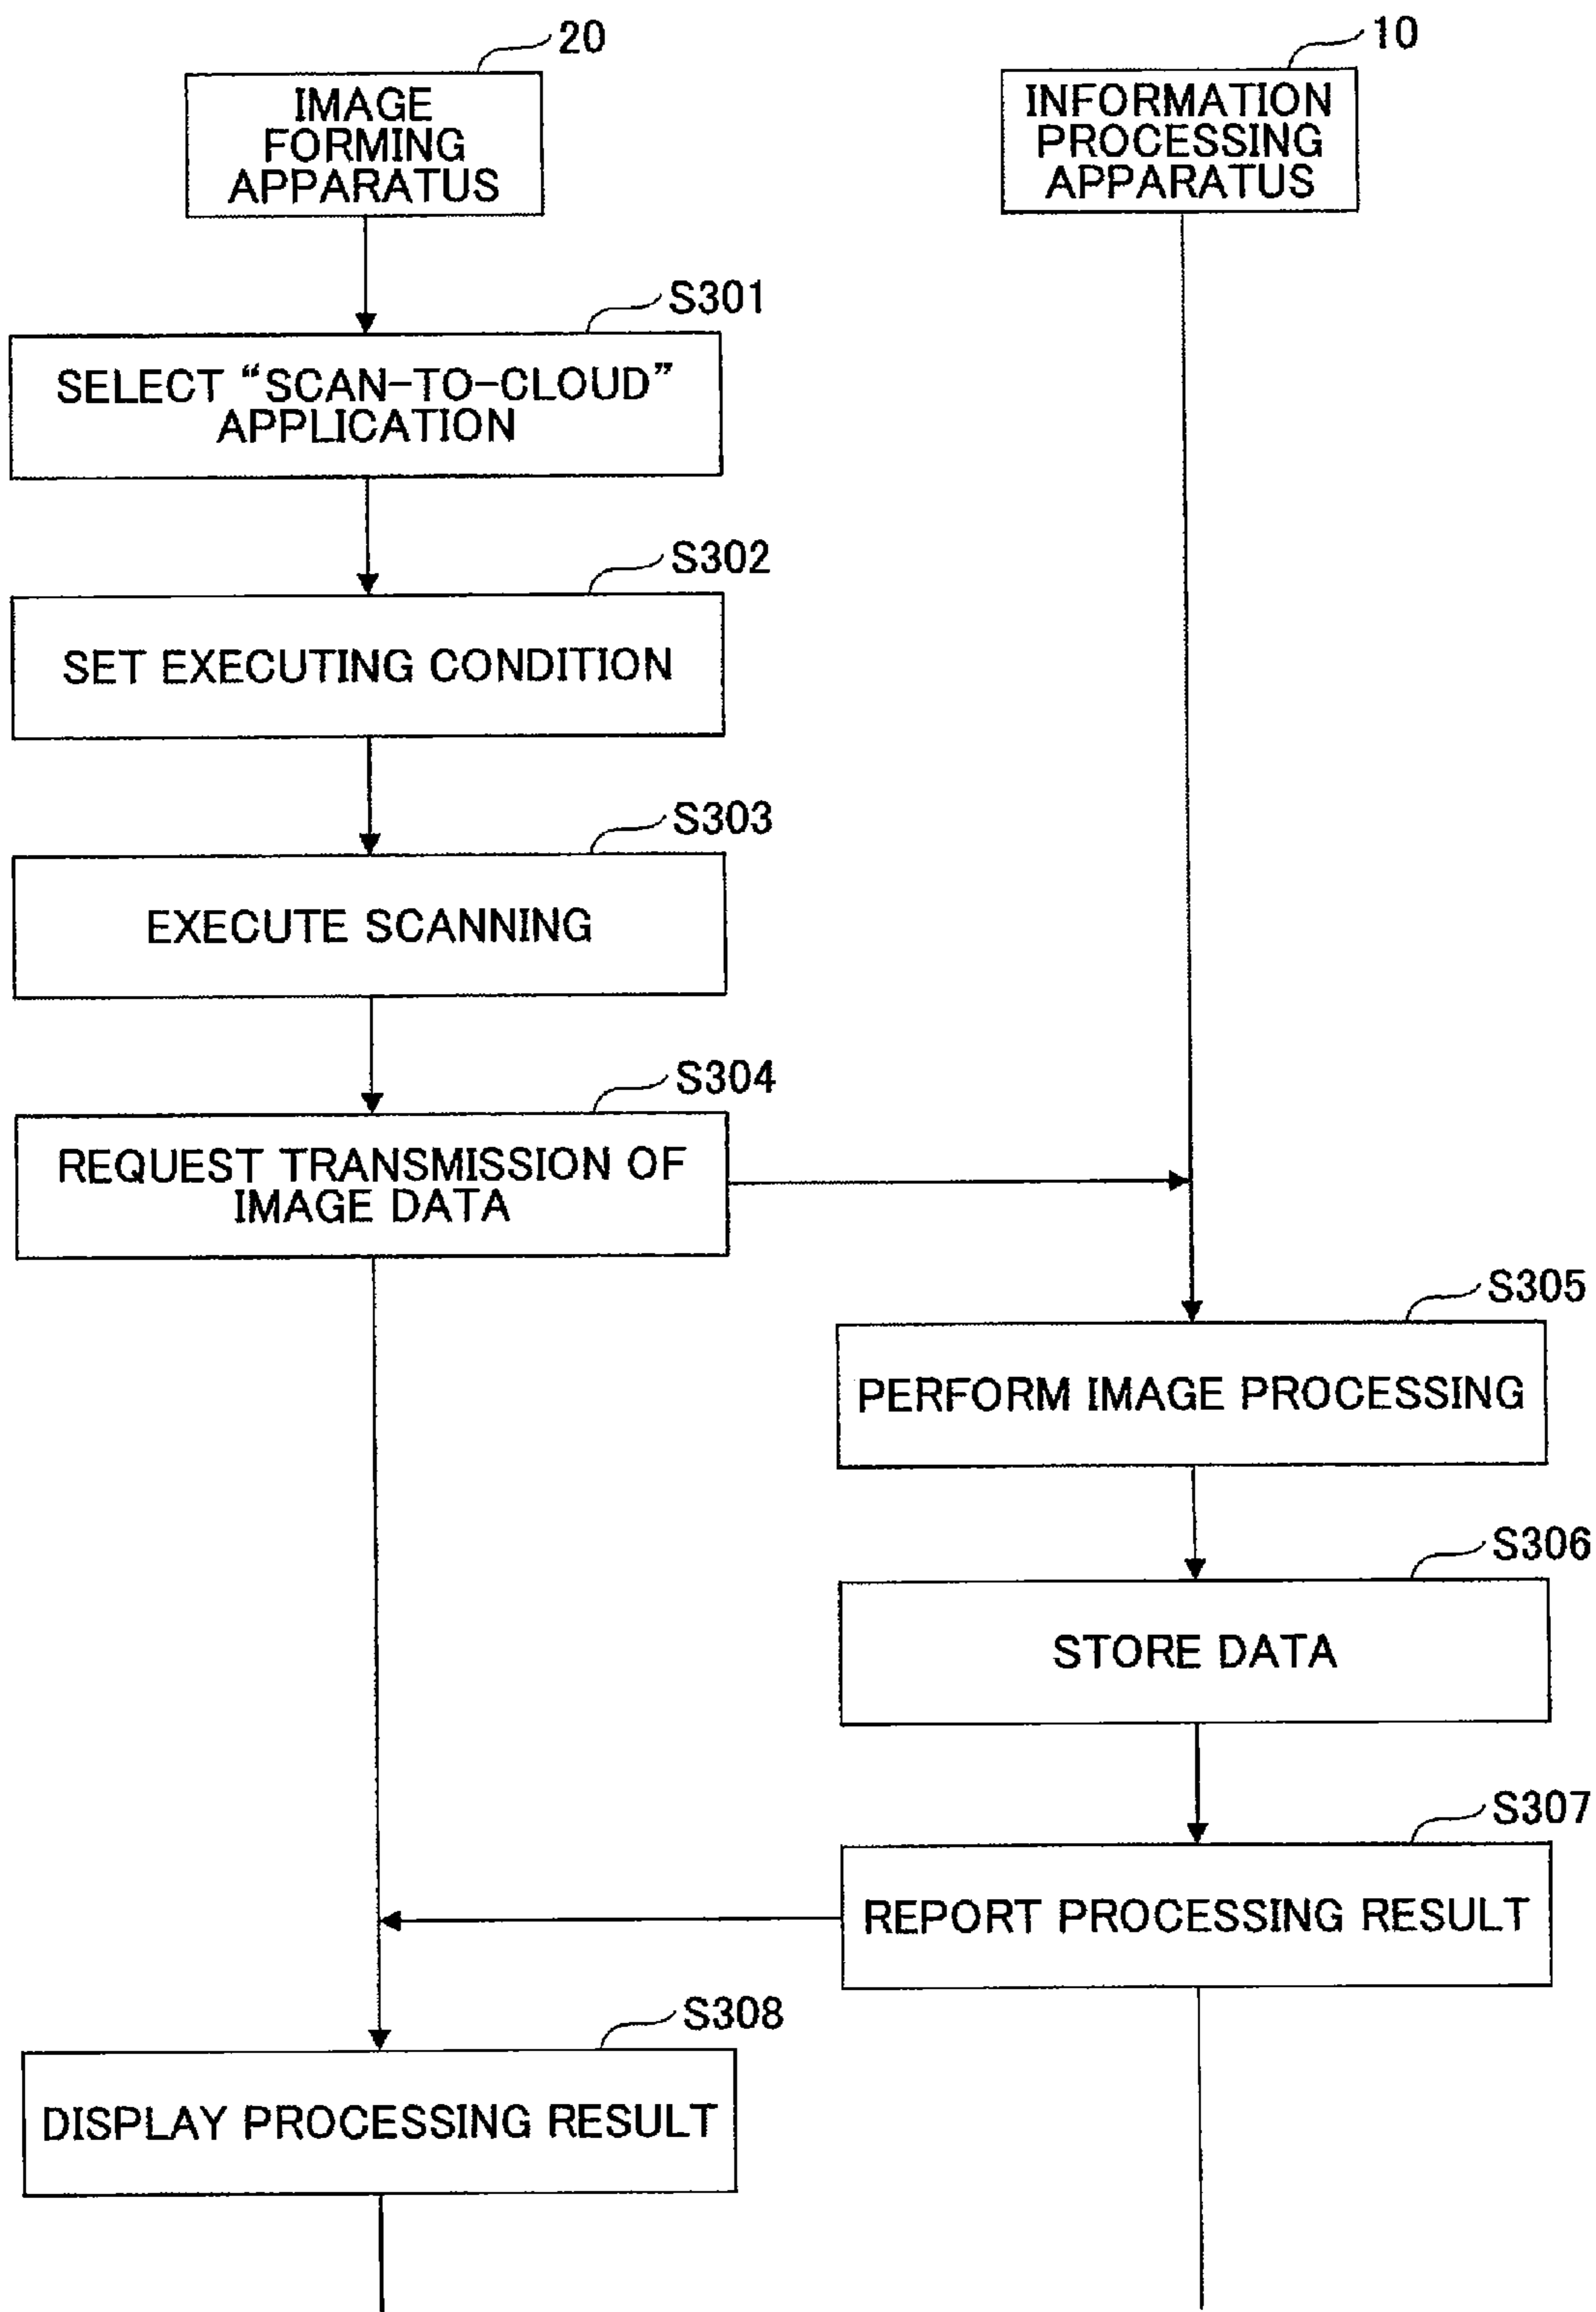 20
IMAGE
FORMING
APPARATUS
10
INFORMATION
PROCESSING
APPARATUS
S301
SELECT “SCAN-TO-CLOUD”
APPLICATION
S302
SET EXECUTING CONDITION
S303
EXECUTE SCANNING
S304
REQUEST TRANSMISSION OF
IMAGE DATA
S305
PERFORM IMAGE PROCESSING
S306
STORE DATA
S307
REPORT PROCESSING RESULT
S308
DISPLAY PROCESSING RESULT